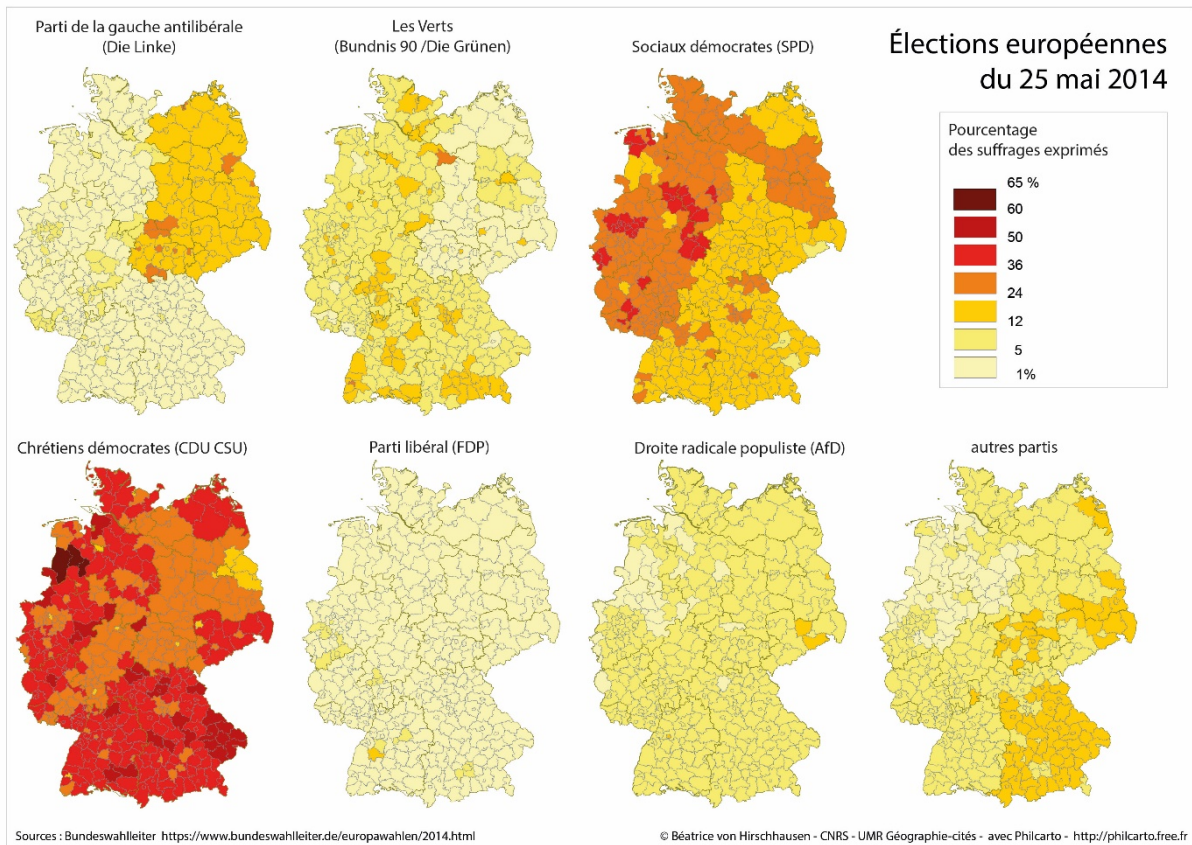 Parti de la gauche antilibérale
(Die Linke)
Les Verts
(Bundnis 90 /Die Grünen)
Sociaux démocrates (SPD)
Élections européennes
du 25 mai 2014
Pourcentage
des suffrages exprimés
65 %
60
50
36
24
12
5
1%
Chrétiens démocrates (CDU CSU)
Parti libéral (FDP)
Droite radicale populiste (AfD)
autres partis
Sources : Bundeswahlleiter https://www.bundeswahlleiter.de/europawahlen/2014.html
© Béatrice von Hirschhausen - CNRS - UMR Géographie-cités - avec Philcarto - http://philcarto.free.fr